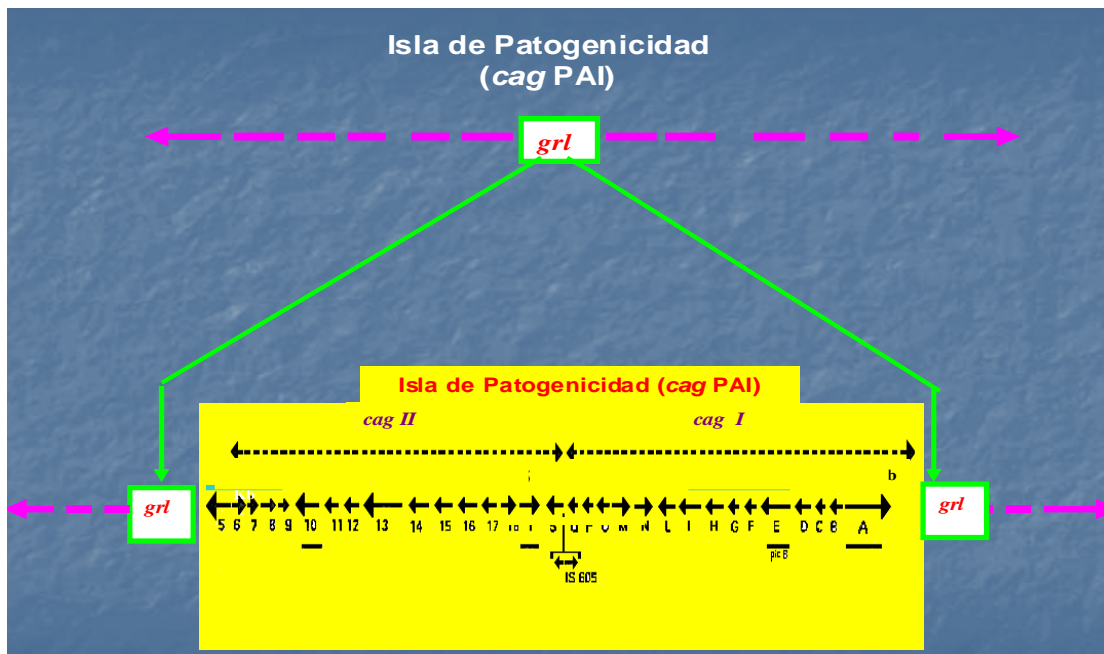 Isla de Patogenicidad
(cag PAI)
grl
Isla de Patogenicidad (cag PAI)
cag II cag I
b
grl grl
5 6 7 8 9 10 11 12 13 14 15 16 17 S Q P M N L I H G F E D C B A
pic B
IS 605